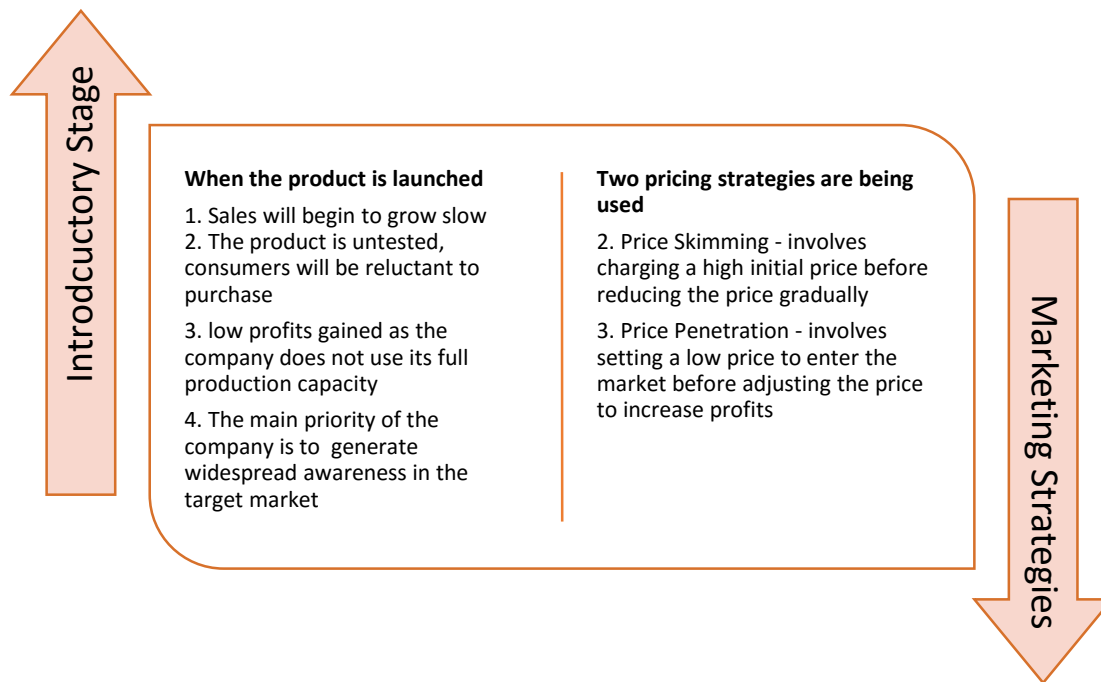 Introdcuctory Stage
When the product is launched
1. Sales will begin to grow slow
2. The product is untested,
consumers will be reluctant to
purchase
3. low profits gained as the
company does not use its full
production capacity
4. The main priority of the
company is to  generate
widespread awareness in the
target market
Two pricing strategies are being
used
2. Price Skimming - involves
charging a high initial price before
reducing the price gradually
3. Price Penetration - involves
setting a low price to enter the
market before adjusting the price
to increase profits
Marketing Strategies